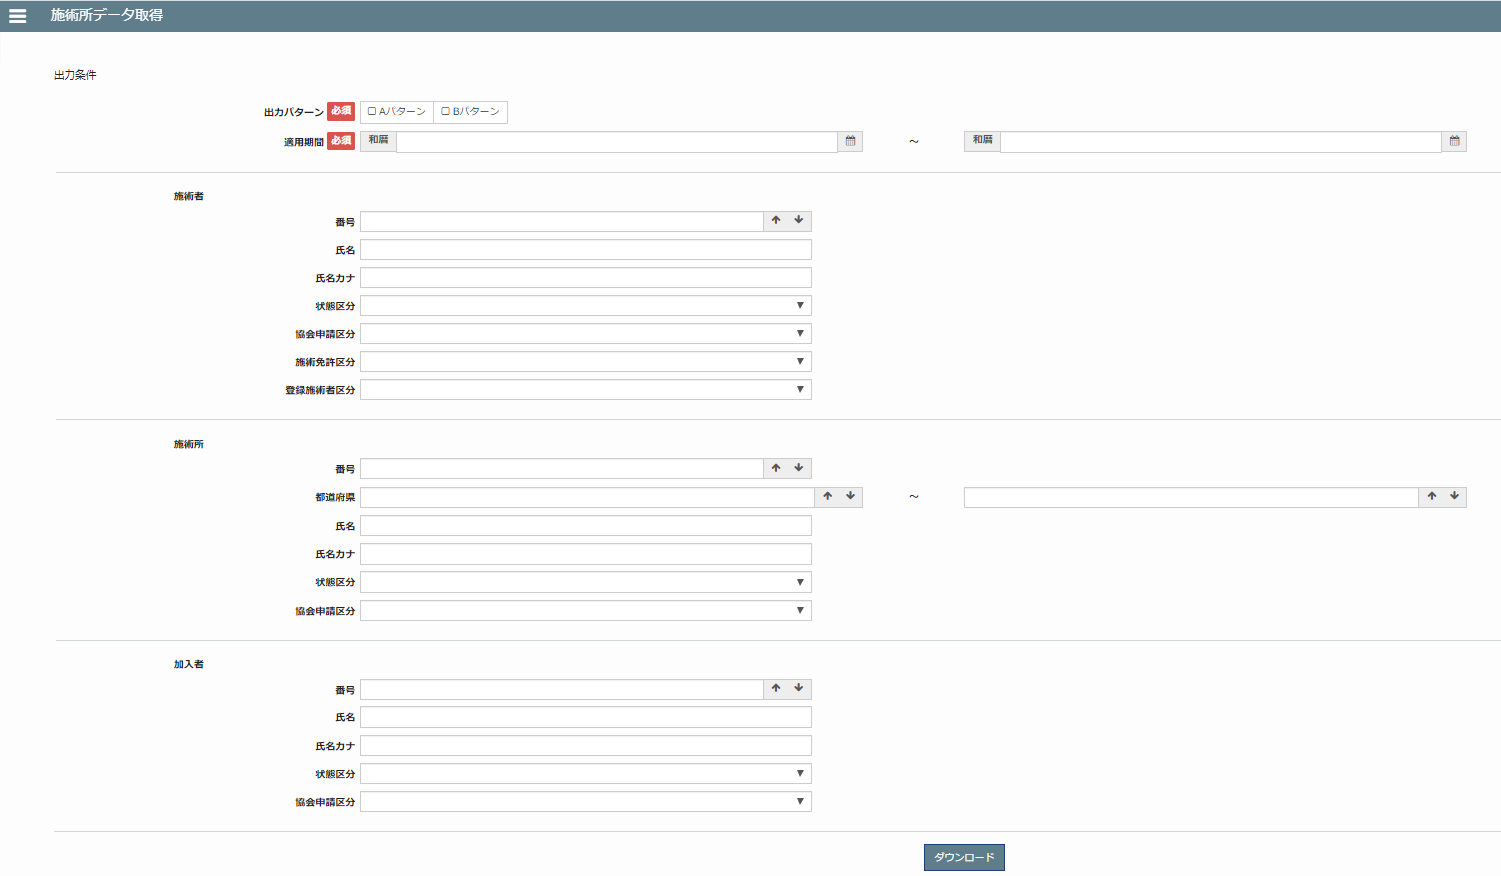 施術所データ取得
出力条件
出力パターン 必須 Aパターン Bパターン
適用期間 必須 和暦 ～ 和暦
施術者
番号
氏名
氏名カナ
状態区分
協会申請区分
施術免許区分
登録施術者区分
施術所
番号
都道府県 ～
氏名
氏名カナ
状態区分
協会申請区分
加入者
番号
氏名
氏名カナ
状態区分
協会申請区分
ダウンロード